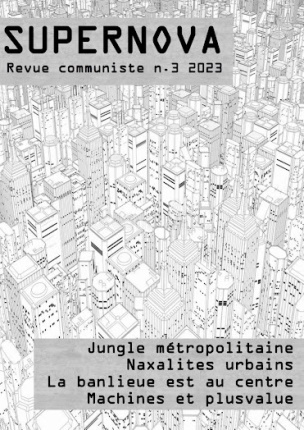 SUPERNOVA
Revue communiste n.3 2023
Jungle métropolitaine
Naxalites urbains
La banlieue est au centre
Machines et plusvalue